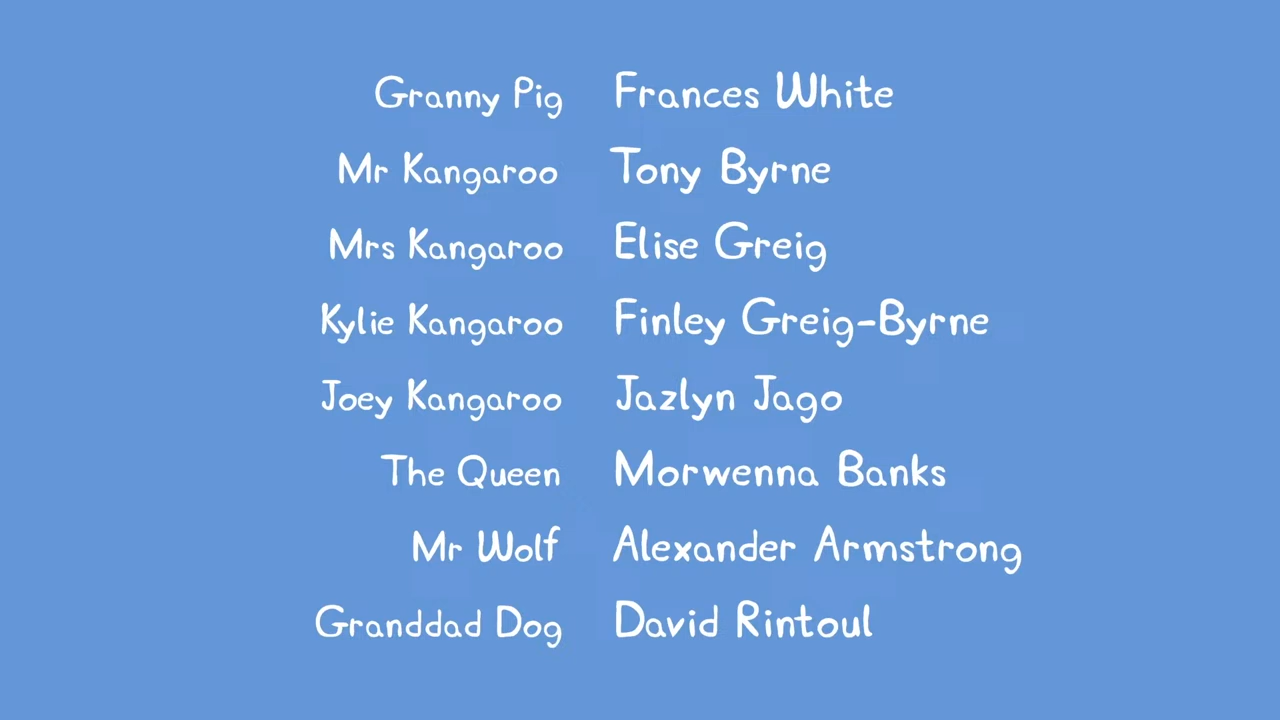 Granny Pig Frances White
Mr Kangaroo Tony Byrne
Mrs Kangaroo Elise Greig
Kylie Kangaroo Finley Greig-Byrne
Joey Kangaroo Jazlyn Jago
The Queen Morwenna Banks
Mr Wolf Alexander Armstrong
Granddad Dog David Rintoul